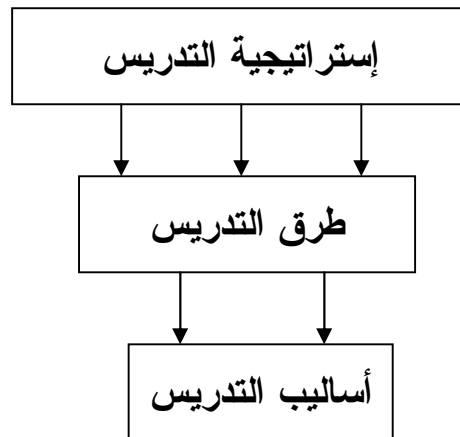 إستراتيجية التدريس
طرق التدريس
أساليب التدريس